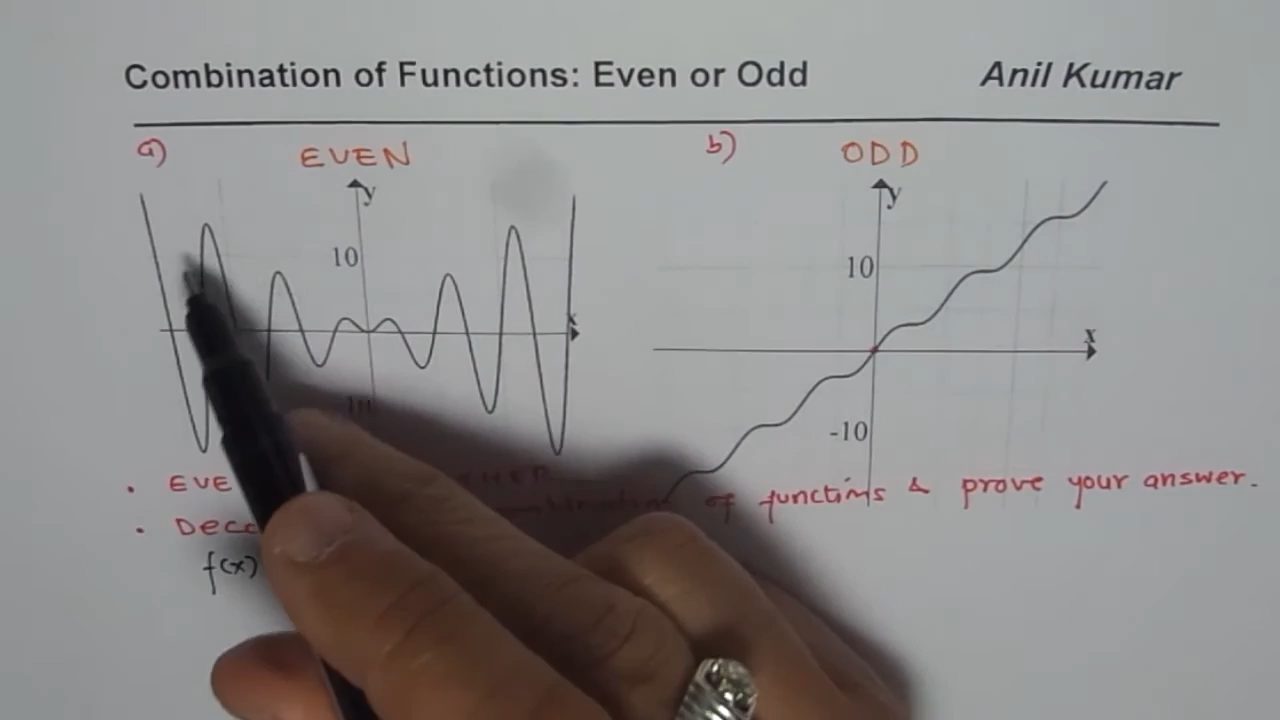 Combination of Functions: Even or Odd Anil Kumar
a) EVEN b) ODD
y y
10 10
x x
-10
. EVE of functions & prove your answer.
. Deco
f(x)